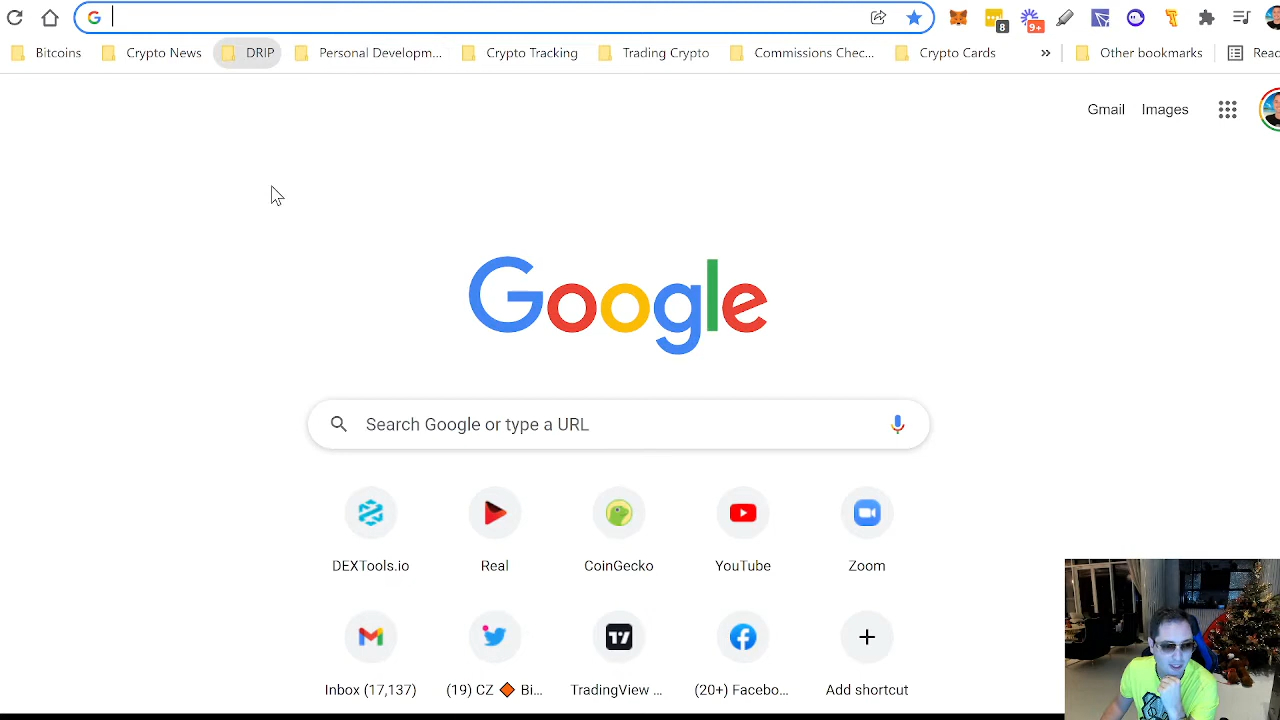 8
9+
Bitcoins
Crypto News
DRIP
Personal Developm...
Crypto Tracking
Trading Crypto
Commissions Chec...
Crypto Cards
»
Other bookmarks
Reac
Gmail
Images
Google
Search Google or type a URL
DEXTools.io
Real
CoinGecko
YouTube
Zoom
Inbox (17,137)
(19) CZ 🔶 Bi...
TradingView ...
(20+) Facebo...
Add shortcut